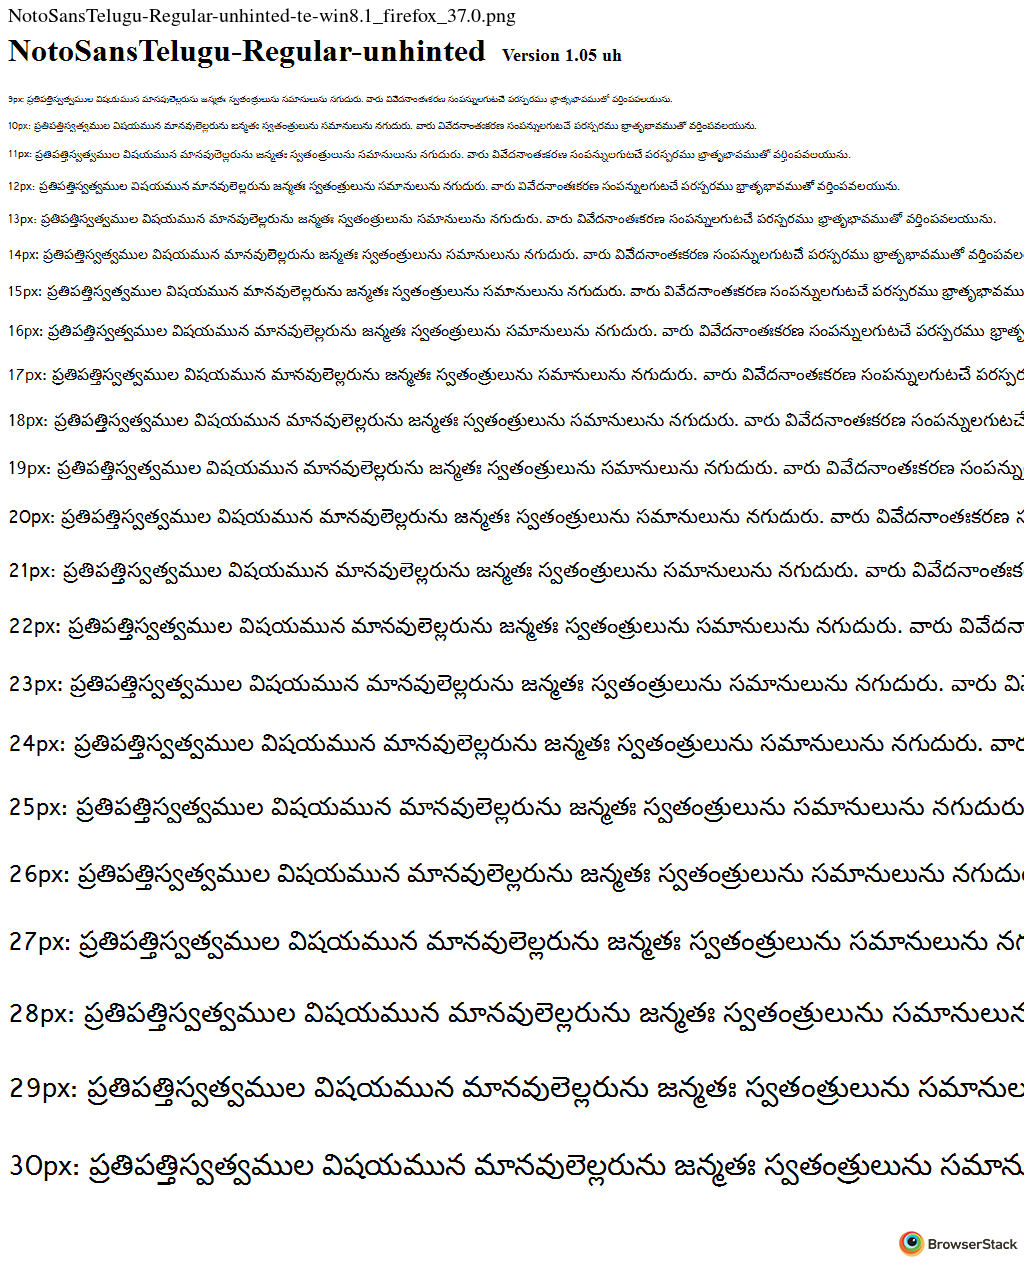 NotoSansTelugu-Regular-unhinted-te-win8.1_firefox_37.0.png
NotoSansTelugu-Regular-unhinted Version 1.05 uh
9px: ప్రతిపత్తిస్వత్వముల విషయమున మానవులెల్లరును జన్మతః స్వతంత్రులును సమానులును నగుదురు. వారు వివేదనాంతఃకరణ సంపన్నులగుటచే పరస్పరము భ్రాతృభావముతో వర్తింపవలయును.
10px: ప్రతిపత్తిస్వత్వముల విషయమున మానవులెల్లరును జన్మతః స్వతంత్రులును సమానులును నగుదురు. వారు వివేదనాంతఃకరణ సంపన్నులగుటచే పరస్పరము భ్రాతృభావముతో వర్తింపవలయును.
11px: ప్రతిపత్తిస్వత్వముల విషయమున మానవులెల్లరును జన్మతః స్వతంత్రులును సమానులును నగుదురు. వారు వివేదనాంతఃకరణ సంపన్నులగుటచే పరస్పరము భ్రాతృభావముతో వర్తింపవలయును.
12px: ప్రతిపత్తిస్వత్వముల విషయమున మానవులెల్లరును జన్మతః స్వతంత్రులును సమానులును నగుదురు. వారు వివేదనాంతఃకరణ సంపన్నులగుటచే పరస్పరము భ్రాతృభావముతో వర్తింపవలయును.
13px: ప్రతిపత్తిస్వత్వముల విషయమున మానవులెల్లరును జన్మతః స్వతంత్రులును సమానులును నగుదురు. వారు వివేదనాంతఃకరణ సంపన్నులగుటచే పరస్పరము భ్రాతృభావముతో వర్తింపవలయును.
14px: ప్రతిపత్తిస్వత్వముల విషయమున మానవులెల్లరును జన్మతః స్వతంత్రులును సమానులును నగుదురు. వారు వివేదనాంతఃకరణ సంపన్నులగుటచే పరస్పరము భ్రాతృభావముతో
15px: ప్రతిపత్తిస్వత్వముల విషయమున మానవులెల్లరును జన్మతః స్వతంత్రులును సమానులును నగుదురు. వారు వివేదనాంతఃకరణ సంపన్నులగుటచే పరస్పరము భ్రాతృభావము
16px: ప్రతిపత్తిస్వత్వముల విషయమున మానవులెల్లరును జన్మతః స్వతంత్రులును సమానులును నగుదురు. వారు వివేదనాంతఃకరణ సంపన్నులగుటచే పరస్పరము
17px: ప్రతిపత్తిస్వత్వముల విషయమున మానవులెల్లరును జన్మతః స్వతంత్రులును సమానులును నగుదురు. వారు వివేదనాంతఃకరణ సంపన్నులగుటచే
18px: ప్రతిపత్తిస్వత్వముల విషయమున మానవులెల్లరును జన్మతః స్వతంత్రులును సమానులును నగుదురు. వారు వివేదనాంతఃకరణ సంపన్నులగుటచే
19px: ప్రతిపత్తిస్వత్వముల విషయమున మానవులెల్లరును జన్మతః స్వతంత్రులును సమానులును నగుదురు. వారు వివేదనాంతఃకరణ
20px: ప్రతిపత్తిస్వత్వముల విషయమున మానవులెల్లరును జన్మతః స్వతంత్రులును సమానులును నగుదురు. వారు వివేదనాంతఃకరణ
21px: ప్రతిపత్తిస్వత్వముల విషయమున మానవులెల్లరును జన్మతః స్వతంత్రులును సమానులును నగుదురు. వారు వివేదనాంతఃక
22px: ప్రతిపత్తిస్వత్వముల విషయమున మానవులెల్లరును జన్మతః స్వతంత్రులును సమానులును నగుదురు. వారు వివేదనా
23px: ప్రతిపత్తిస్వత్వముల విషయమున మానవులెల్లరును జన్మతః స్వతంత్రులును సమానులును నగుదురు. వారు
24px: ప్రతిపత్తిస్వత్వముల విషయమున మానవులెల్లరును జన్మతః స్వతంత్రులును సమానులును నగుదురు. వార
25px: ప్రతిపత్తిస్వత్వముల విషయమున మానవులెల్లరును జన్మతః స్వతంత్రులును సమానులును నగుదురు
26px: ప్రతిపత్తిస్వత్వముల విషయమున మానవులెల్లరును జన్మతః స్వతంత్రులును సమానులును నగుదు
27px: ప్రతిపత్తిస్వత్వముల విషయమున మానవులెల్లరును జన్మతః స్వతంత్రులును సమానులును నగ
28px: ప్రతిపత్తిస్వత్వముల విషయమున మానవులెల్లరును జన్మతః స్వతంత్రులును సమానులున
29px: ప్రతిపత్తిస్వత్వముల విషయమున మానవులెల్లరును జన్మతః స్వతంత్రులును సమానుల
30px: ప్రతిపత్తిస్వత్వముల విషయమున మానవులెల్లరును జన్మతః స్వతంత్రులును సమాను
BrowserStack